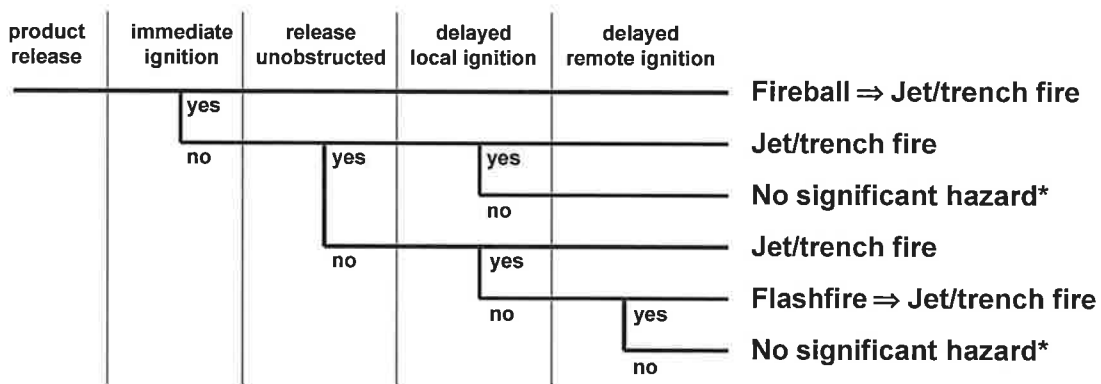 product release
immediate ignition
release unobstructed
delayed local ignition
delayed remote ignition
yes
Fireball ⇒ Jet/trench fire
no
yes
yes
Jet/trench fire
no
No significant hazard*
no
yes
Jet/trench fire
no
yes
Flashfire ⇒ Jet/trench fire
no
No significant hazard*